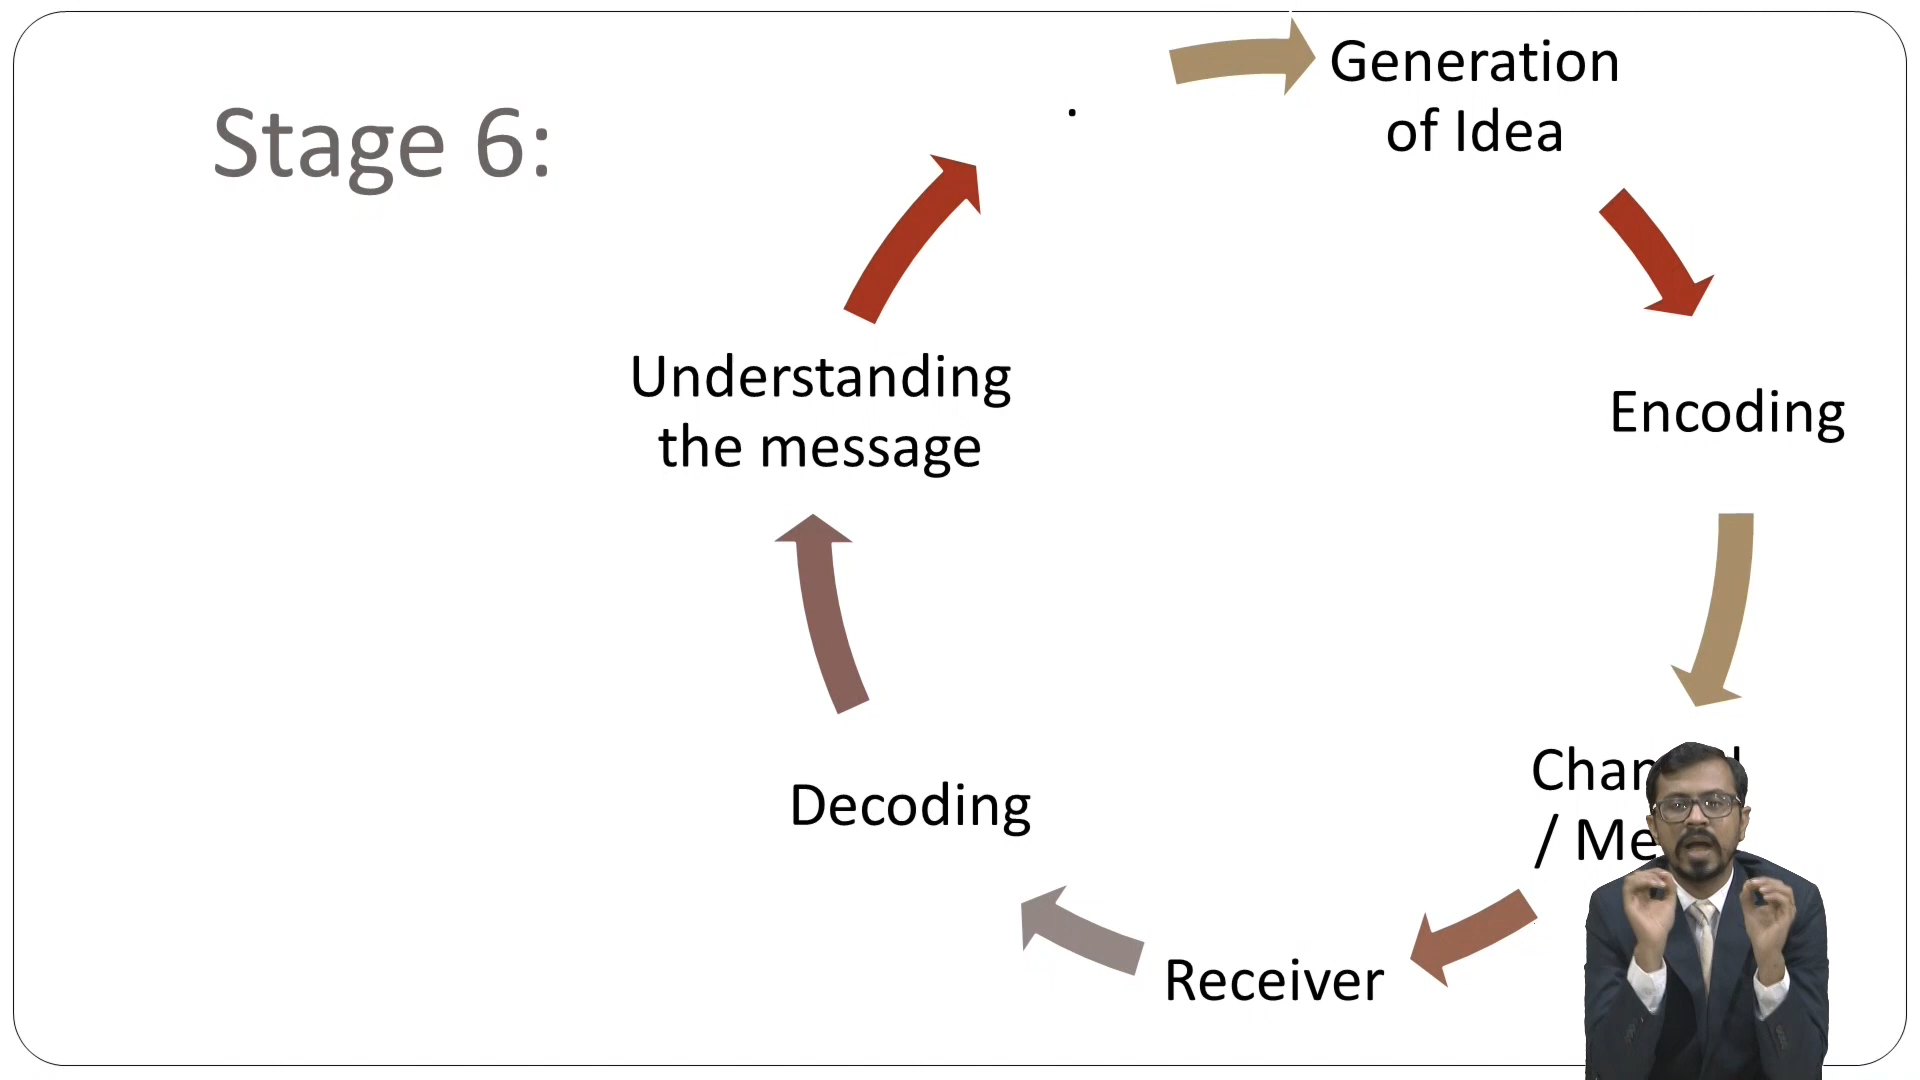 Stage 6:
Generation
of Idea
Encoding
/
Receiver
Decoding
Understanding
the message
.